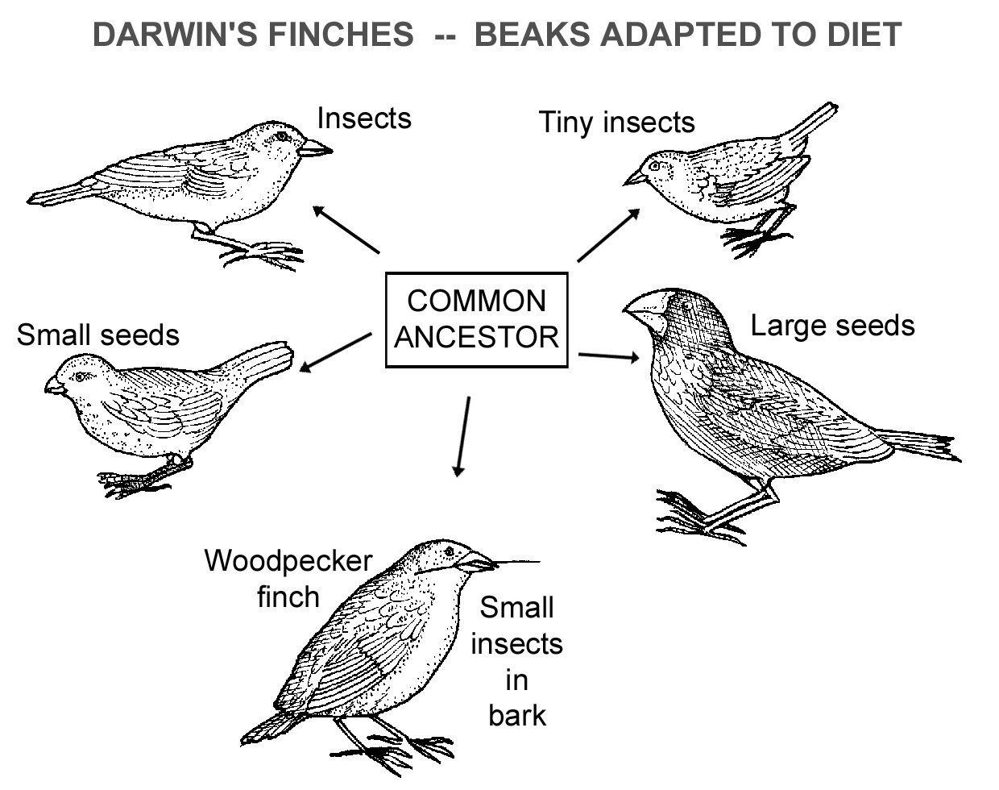 DARWIN'S FINCHES -- BEAKS ADAPTED TO DIET
Insects
Tiny insects
COMMON
ANCESTOR
Small seeds
Large seeds
Woodpecker
finch
Small
insects
in
bark